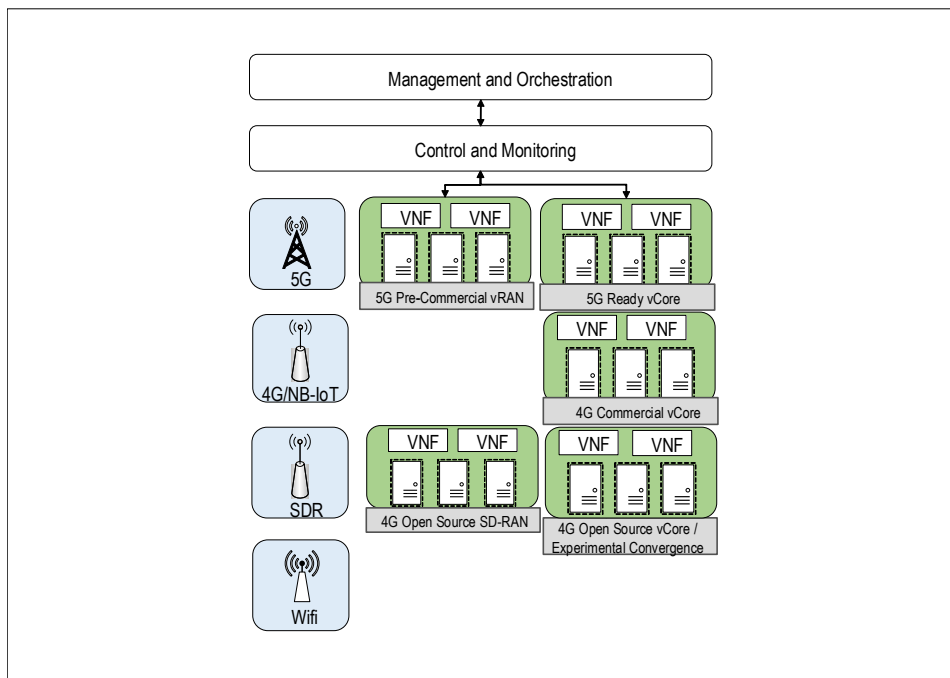 Management and Orchestration
Control and Monitoring
5G
VNF VNF
5G Pre-Commercial vRAN
VNF VNF
5G Ready vCore
4G/NB-IoT
VNF VNF
4G Commercial vCore
SDR
VNF VNF
4G Open Source SD-RAN
VNF VNF
4G Open Source vCore /
Experimental Convergence
Wifi